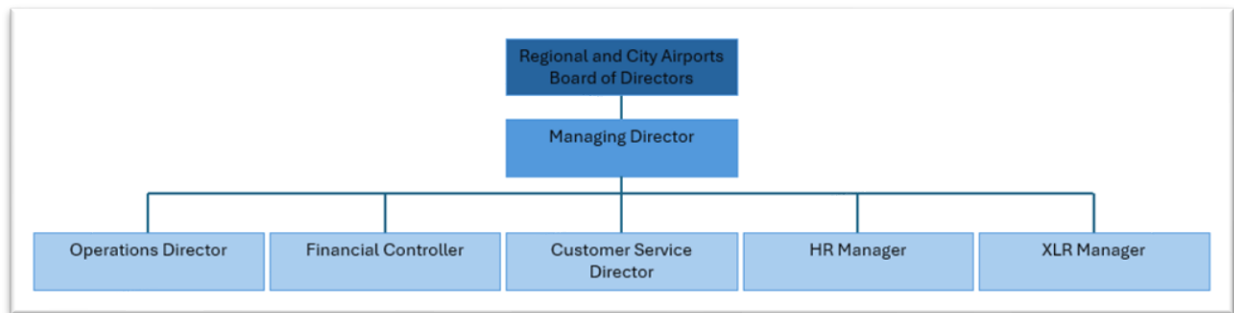 Regional and City Airports
Board of Directors
Managing Director
Operations Director
Financial Controller
Customer Service
Director
HR Manager
XLR Manager